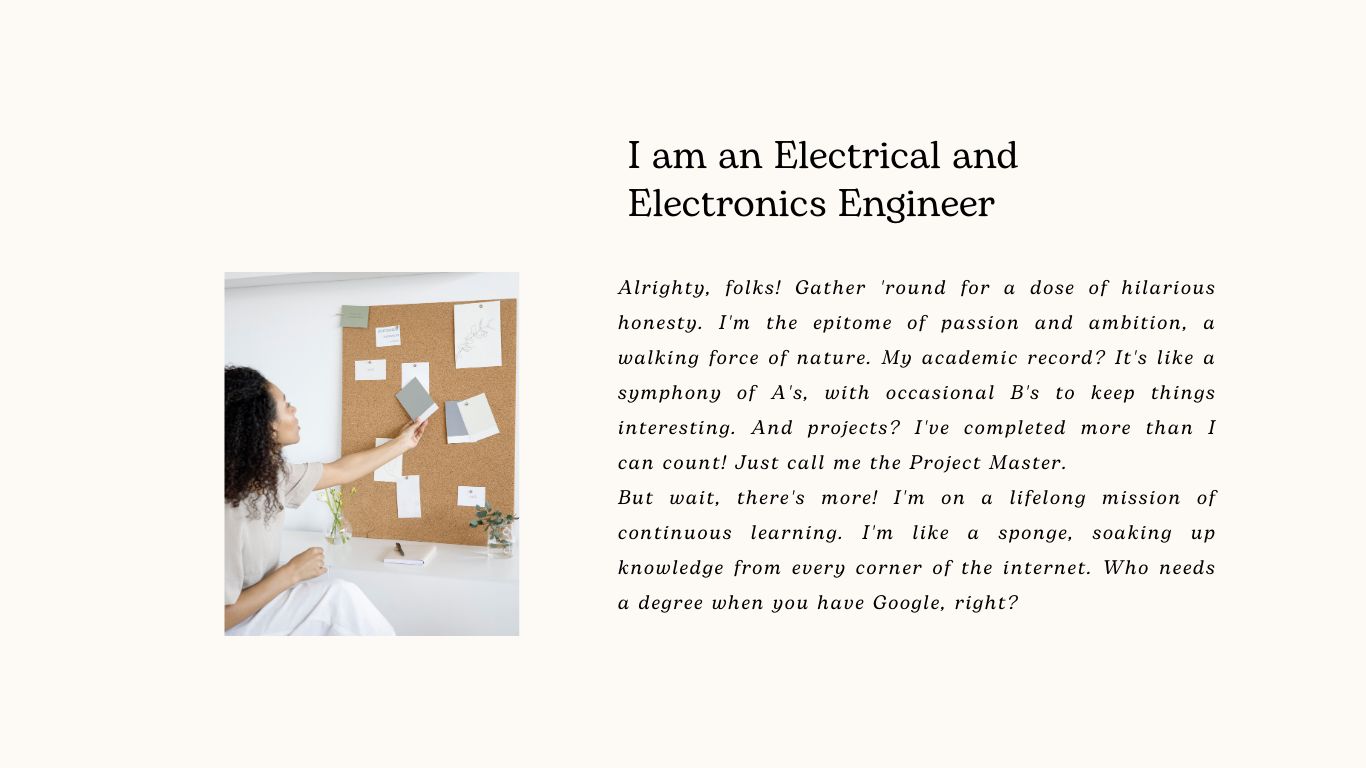 I am an Electrical and
Electronics Engineer
Alrighty, folks! Gather 'round for a dose of hilarious
honesty. I'm the epitome of passion and ambition, a
walking force of nature. My academic record? It's like a
symphony of A's, with occasional B's to keep things
interesting. And projects? I've completed more than I
can count! Just call me the Project Master.
But wait, there's more! I'm on a lifelong mission of
continuous learning. I'm like a sponge, soaking up
knowledge from every corner of the internet. Who needs
a degree when you have Google, right?